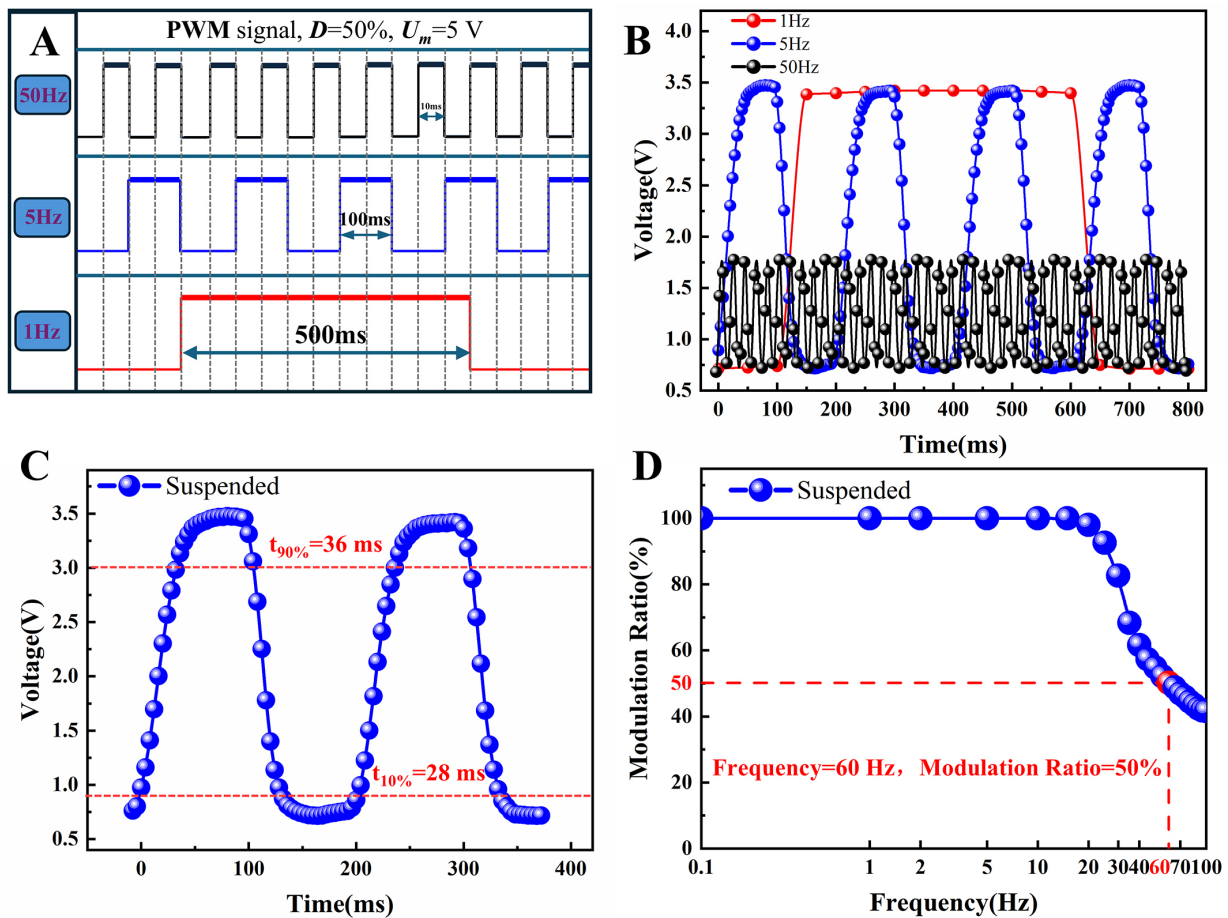 A
PWM signal, D=50%, Um=5 V
50Hz
10ms
5Hz
100ms
1Hz
500ms
B
1Hz
5Hz
50Hz
Voltage(V)
4.0
3.5
3.0
2.5
2.0
1.5
1.0
0.5
0 100 200 300 400 500 600 700 800
Time(ms)
C
Suspended
Voltage(V)
3.5
3.0
2.5
2.0
1.5
1.0
0.5
t90%=36 ms
t10%=28 ms
0 100 200 300 400
Time(ms)
D
Suspended
Modulation Ratio(%)
100
80
60
50
40
20
0
Frequency=60 Hz，Modulation Ratio=50%
0.1 1 2 5 10 20 30 40 60 70 100
Frequency(Hz)